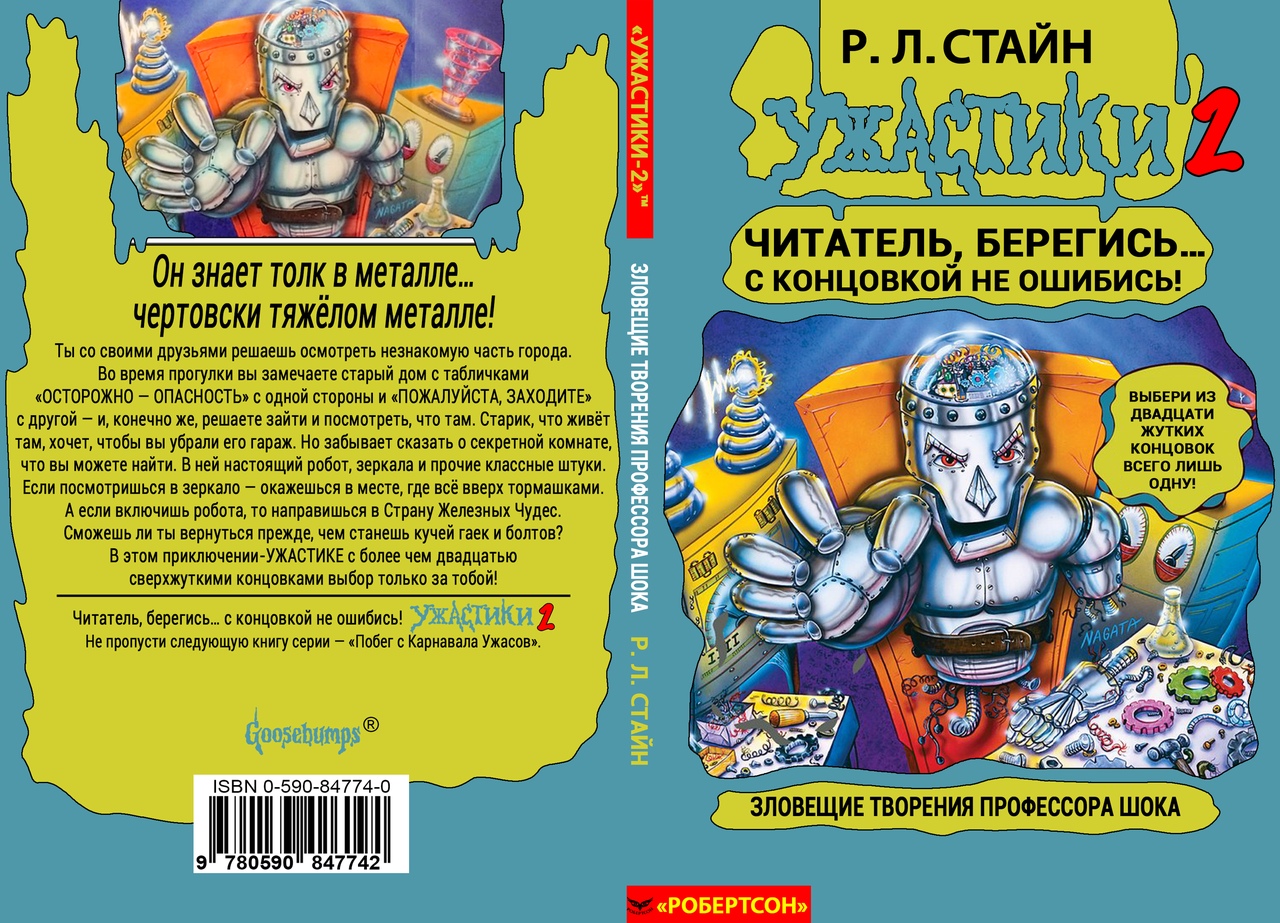 Он знает толк в металле...
чертовски тяжёлом металле!
Ты со своими друзьями решаешь осмотреть незнакомую часть города.
Во время прогулки вы замечаете старый дом с табличками
«ОСТОРОЖНО — ОПАСНОСТЬ» с одной стороны и «ПОЖАЛУЙСТА, ЗАХОДИТЕ»
с другой — и, конечно же, решаете зайти и посмотреть, что там. Старик, что живёт
там, хочет, чтобы вы убрали его гараж. Но забывает сказать о секретной комнате,
что вы можете найти. В ней настоящий робот, зеркала и прочие классные штуки.
Если посмотришься в зеркало — окажешься в месте, где всё вверх тормашками.
А если включишь робота, то направишься в Страну Железных Чудес.
Сможешь ли ты вернуться прежде, чем станешь кучей гаек и болтов?
В этом приключении-УЖАСТИКЕ с более чем двадцатью
сверхжуткими концовками выбор только за тобой!
Читатель, берегись... с концовкой не ошибись! УЖАСТИКИ 2
Не пропусти следующую книгу серии — «Побег с Карнавала Ужасов».
Goosebumps®
ISBN 0-590-84774-0
9 780590 847742
NAGATA
«УЖАСТИКИ-2»™
ЗЛОВЕЩИЕ ТВОРЕНИЯ ПРОФЕССОРА ШОКА
Р. Л. СТАЙН
«РОБЕРТСОН»
Р. Л. СТАЙН
УЖАСТИКИ 2
ЧИТАТЕЛЬ, БЕРЕГИСЬ...
С КОНЦОВКОЙ НЕ ОШИБИСЬ!
ВЫБЕРИ ИЗ
ДВАДЦАТИ
ЖУТКИХ
КОНЦОВОК
ВСЕГО ЛИШЬ
ОДНУ!
NAGATA
ЗЛОВЕЩИЕ ТВОРЕНИЯ ПРОФЕССОРА ШОКА